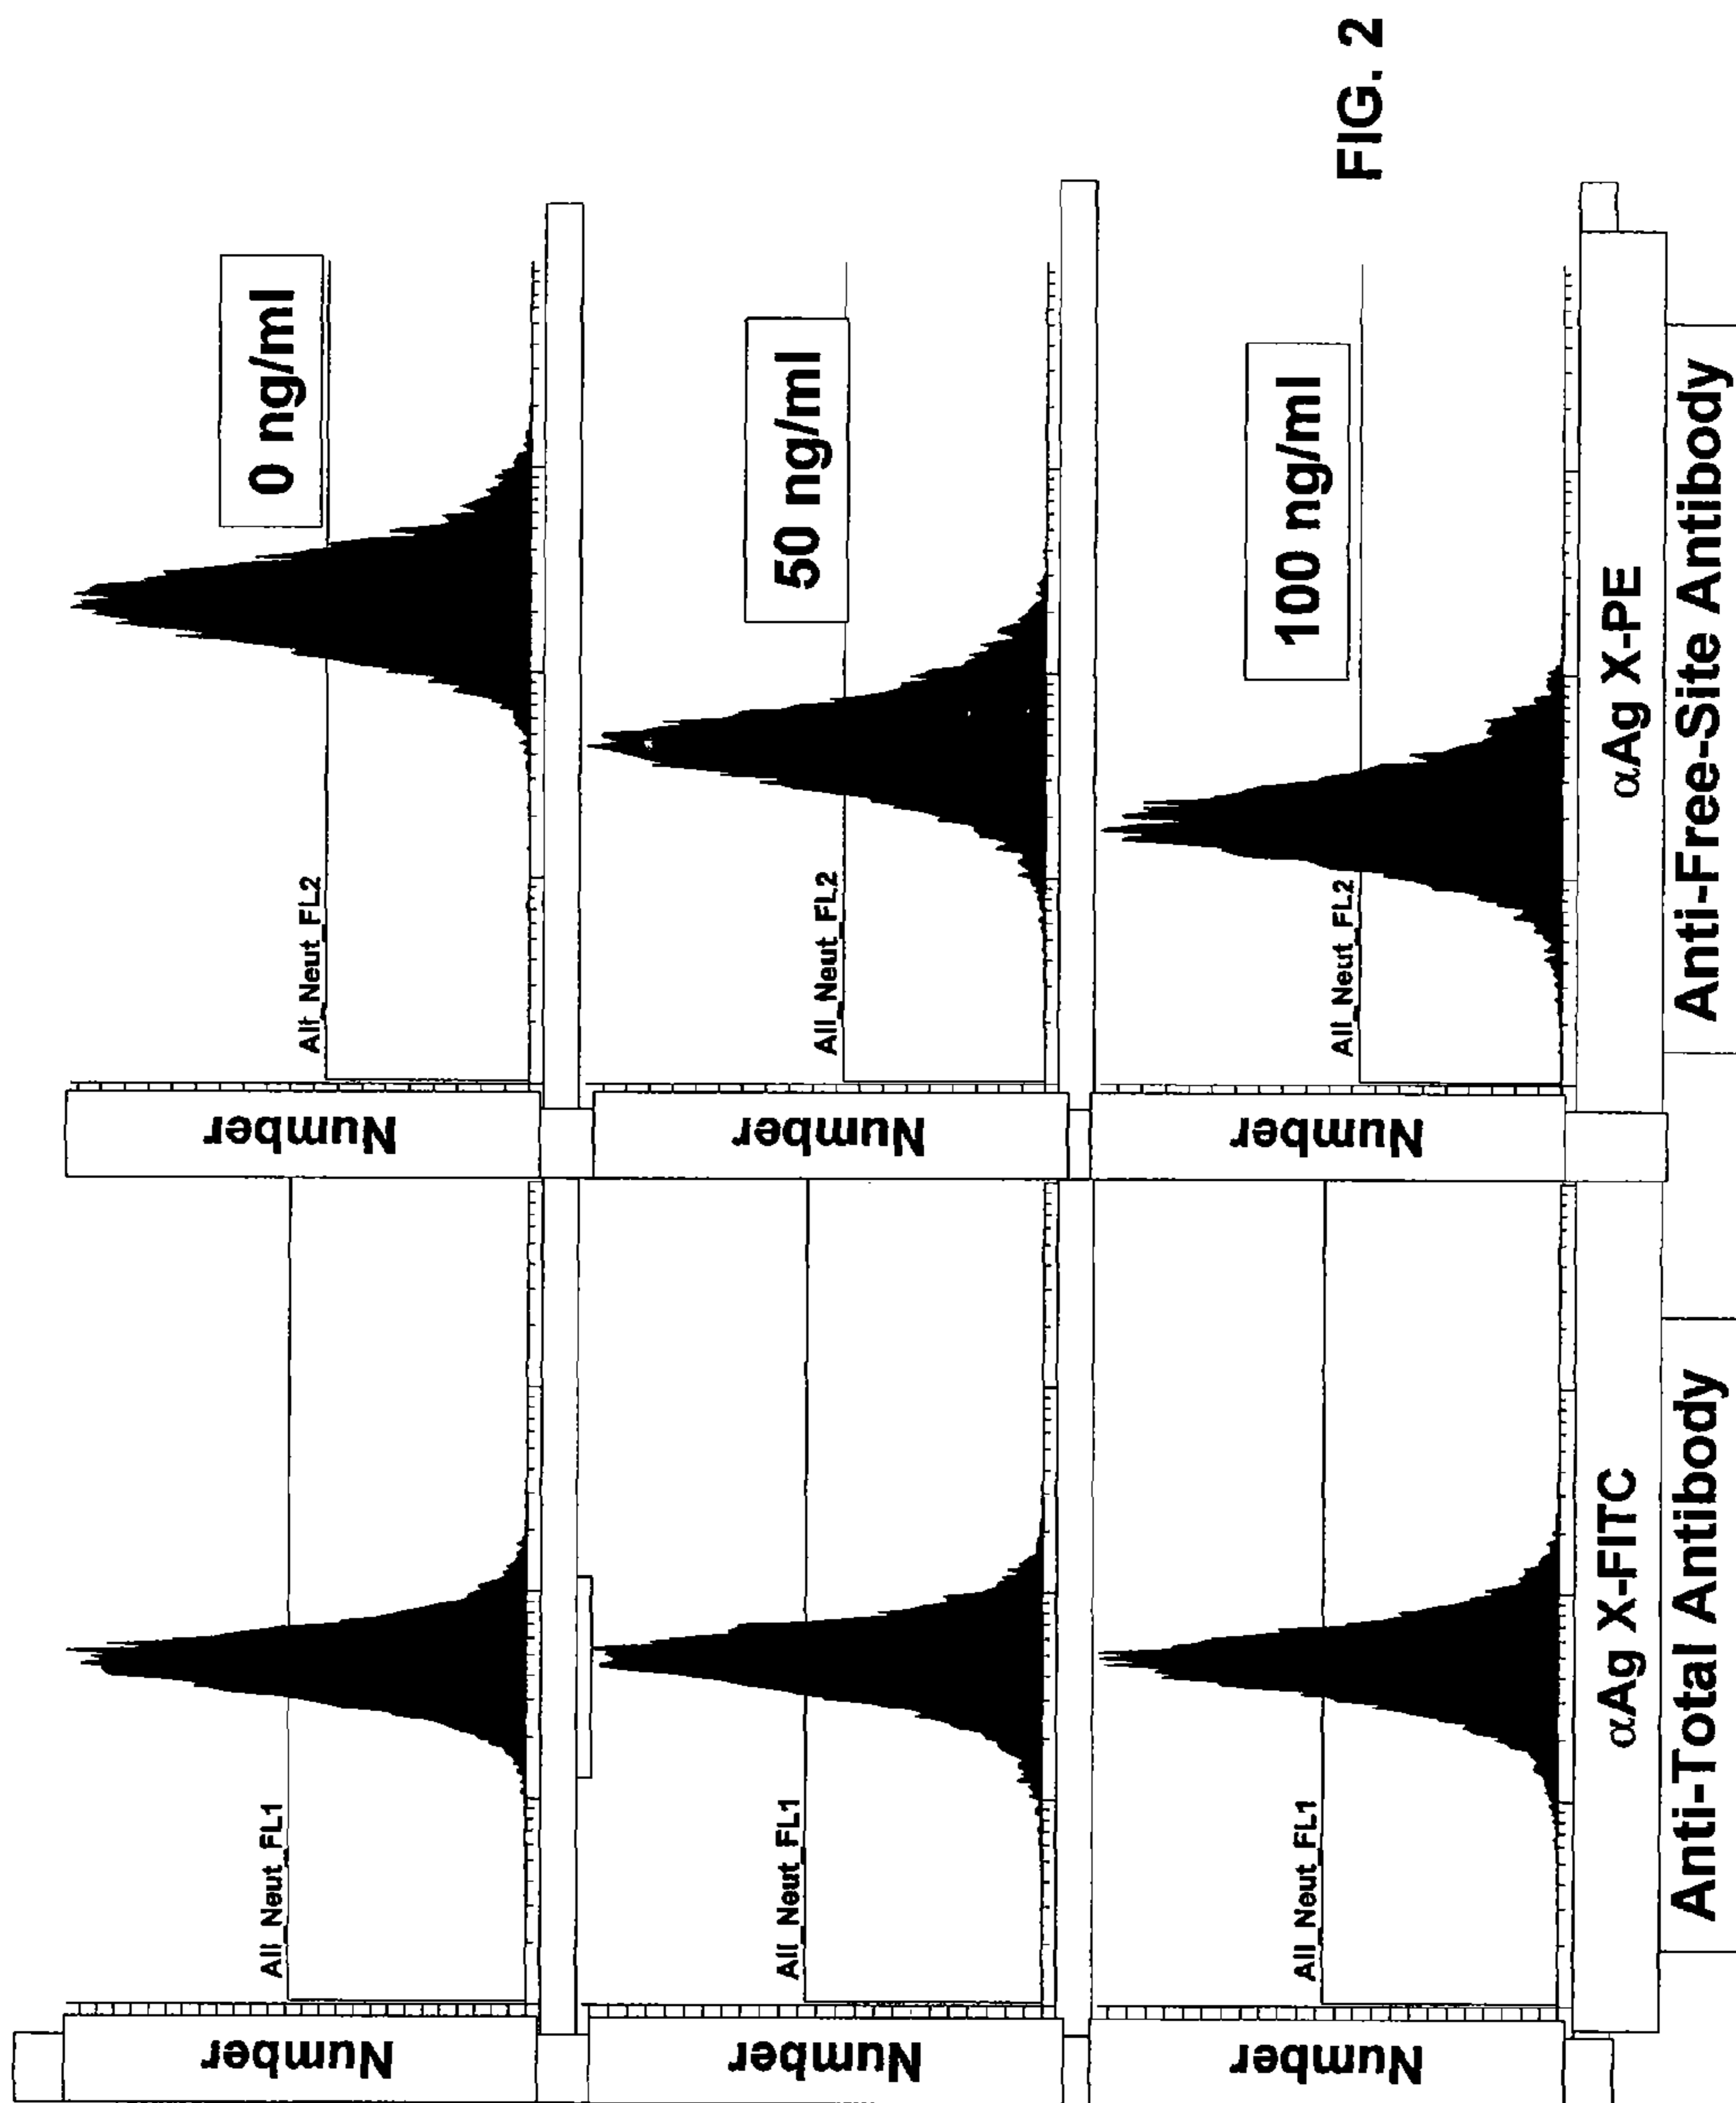 0 ng/ml
Number
All_Neut_FL1
Number
All_Neut_FL2
50 ng/ml
Number
All_Neut_FL1
Number
All_Neut_FL2
100 ng/ml
Number
All_Neut_FL1
Number
All_Neut_FL2
FIG. 2
αAg X-FITC
αAg X-PE
Anti-Total Antibody
Anti-Free-Site Antibody